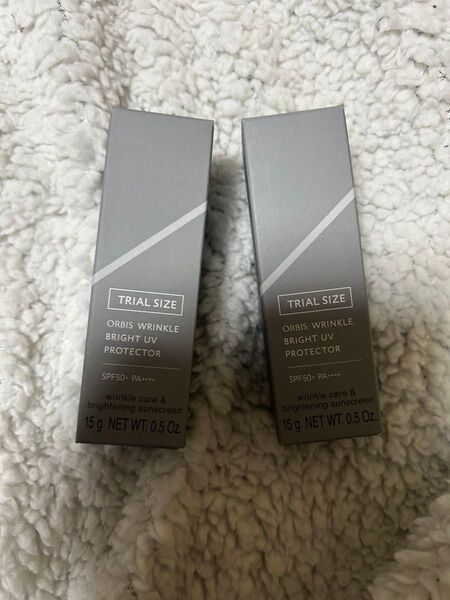 TRIAL SIZE
ORBIS WRINKLE
BRIGHT UV
PROTECTOR
SPF50+ PA++++
wrinkle care &
brightening sunscreen
15 g NET WT. 0.5 Oz.
TRIAL SIZE
ORBIS WRINKLE
BRIGHT UV
PROTECTOR
SPF50+ PA++++
wrinkle care &
brightening sunscreen
15 g NET WT. 0.5 Oz.